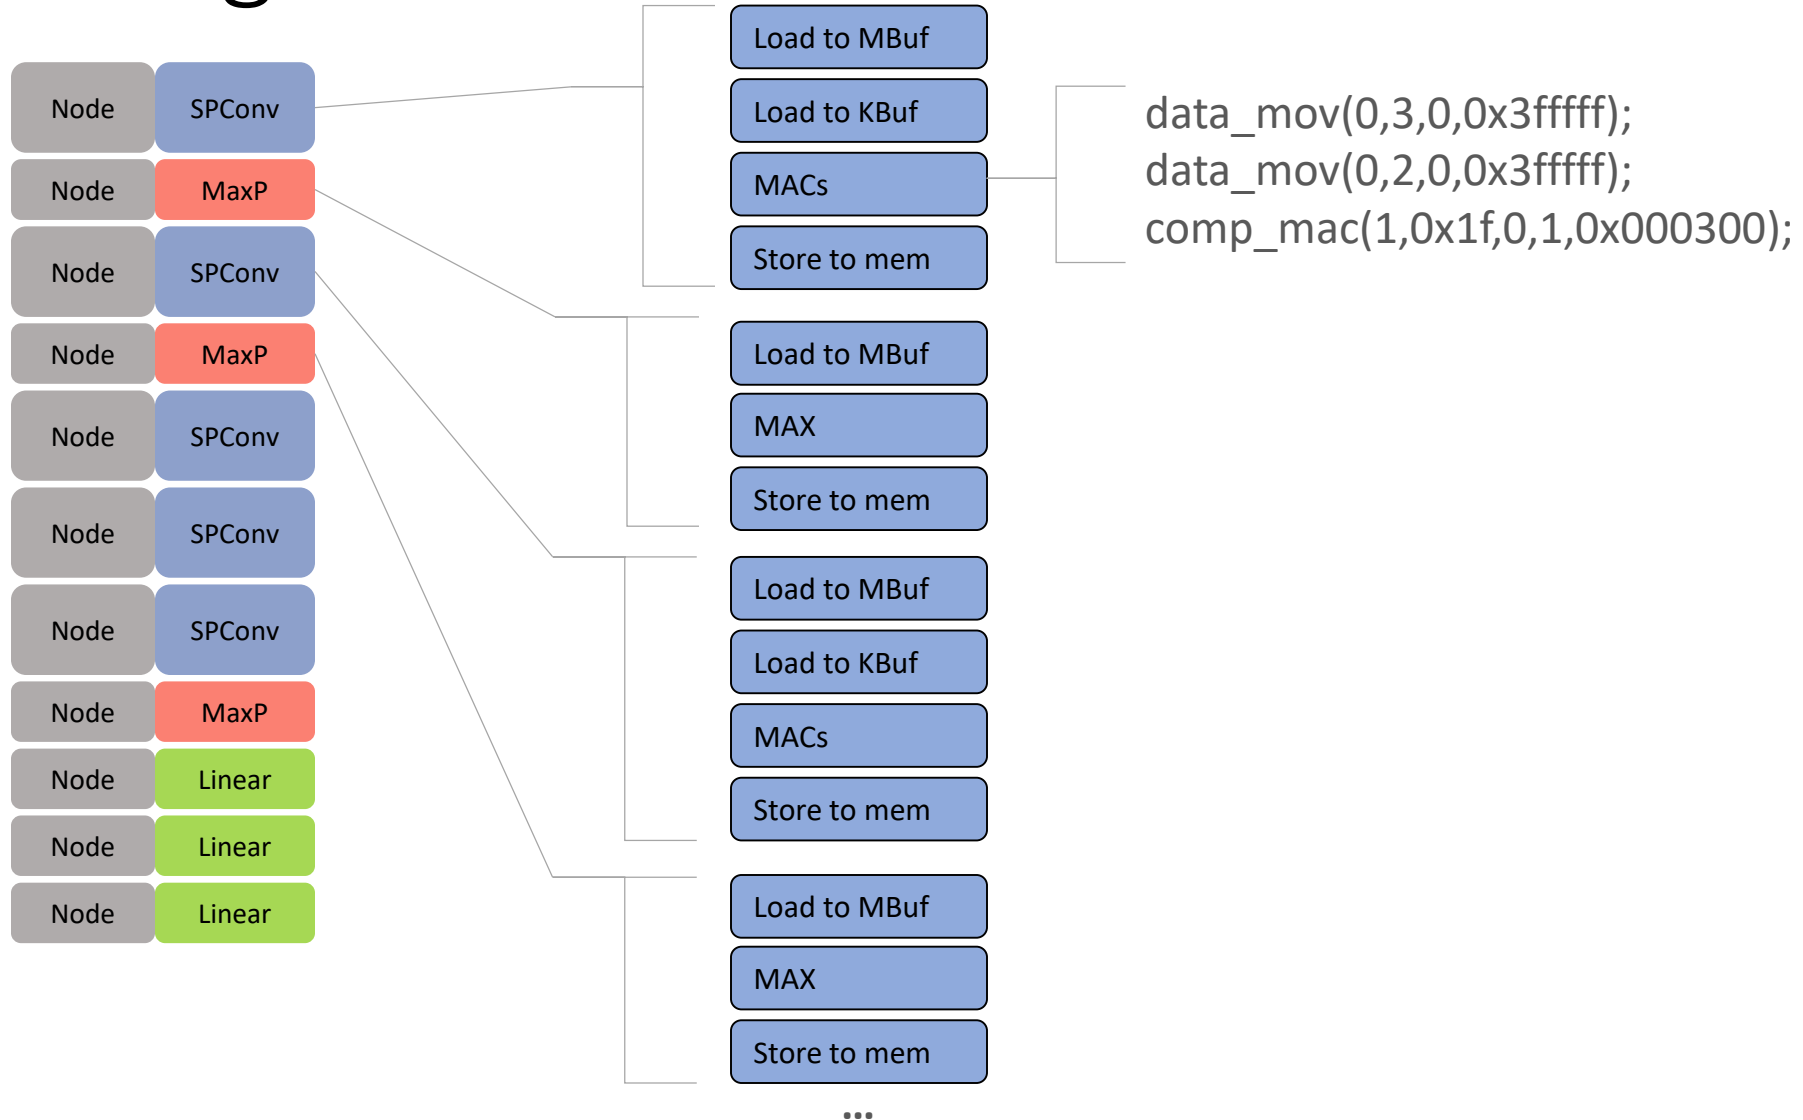 Node SPConv
Node MaxP
Node SPConv
Node MaxP
Node SPConv
Node SPConv
Node SPConv
Node MaxP
Node Linear
Node Linear
Node Linear
Load to MBuf
Load to KBuf
MACs
Store to mem
Load to MBuf
MAX
Store to mem
Load to MBuf
Load to KBuf
MACs
Store to mem
Load to MBuf
MAX
Store to mem
...
data_mov(0,3,0,0x3fffff);
data_mov(0,2,0,0x3fffff);
comp_mac(1,0x1f,0,1,0x000300);